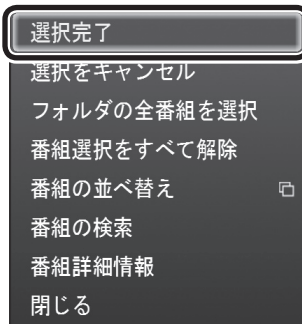 選択完了
選択をキャンセル
フォルダの全番組を選択
番組選択をすべて解除
番組の並べ替え
番組の検索
番組詳細情報
閉じる